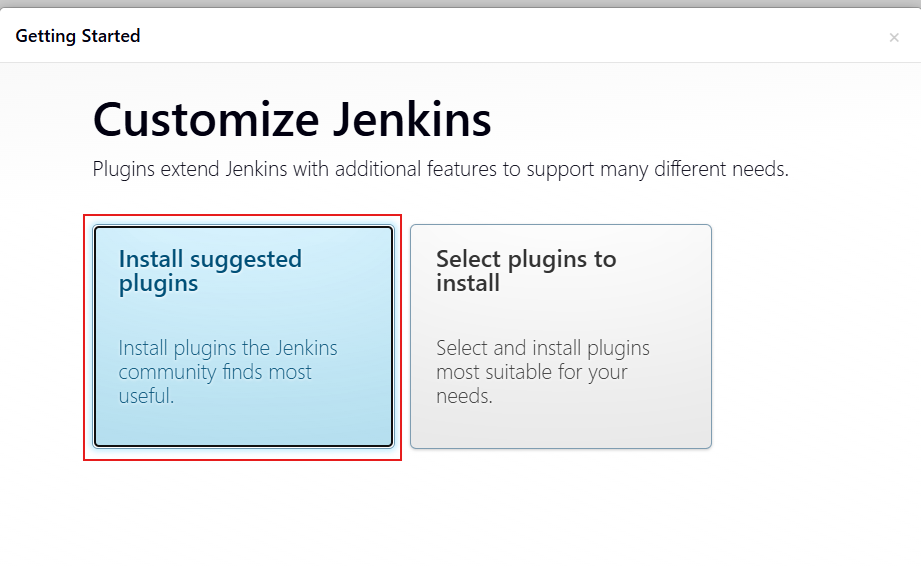 Getting Started
×
Customize Jenkins
Plugins extend Jenkins with additional features to support many different needs.
Install suggested
plugins
Install plugins the Jenkins
community finds most
useful.
Select plugins to
install
Select and install plugins
most suitable for your
needs.